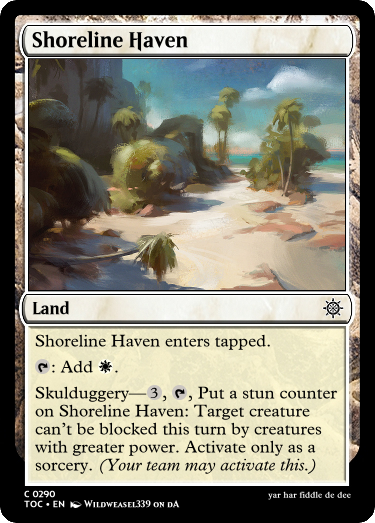 Shoreline Haven
Land
Shoreline Haven enters tapped.
: Add .
Skulduggery—3, , Put a stun counter
on Shoreline Haven: Target creature
can't be blocked this turn by creatures
with greater power. Activate only as a
sorcery. (Your team may activate this.)
C 0290
TOC • EN Wildweasel339 on dA
yar har fiddle de dee